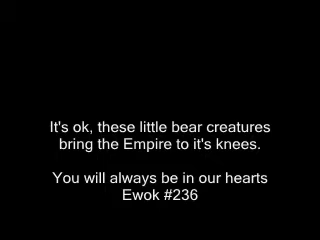 It's ok, these little bear creatures
bring the Empire to it's knees.
You will always be in our hearts
Ewok #236